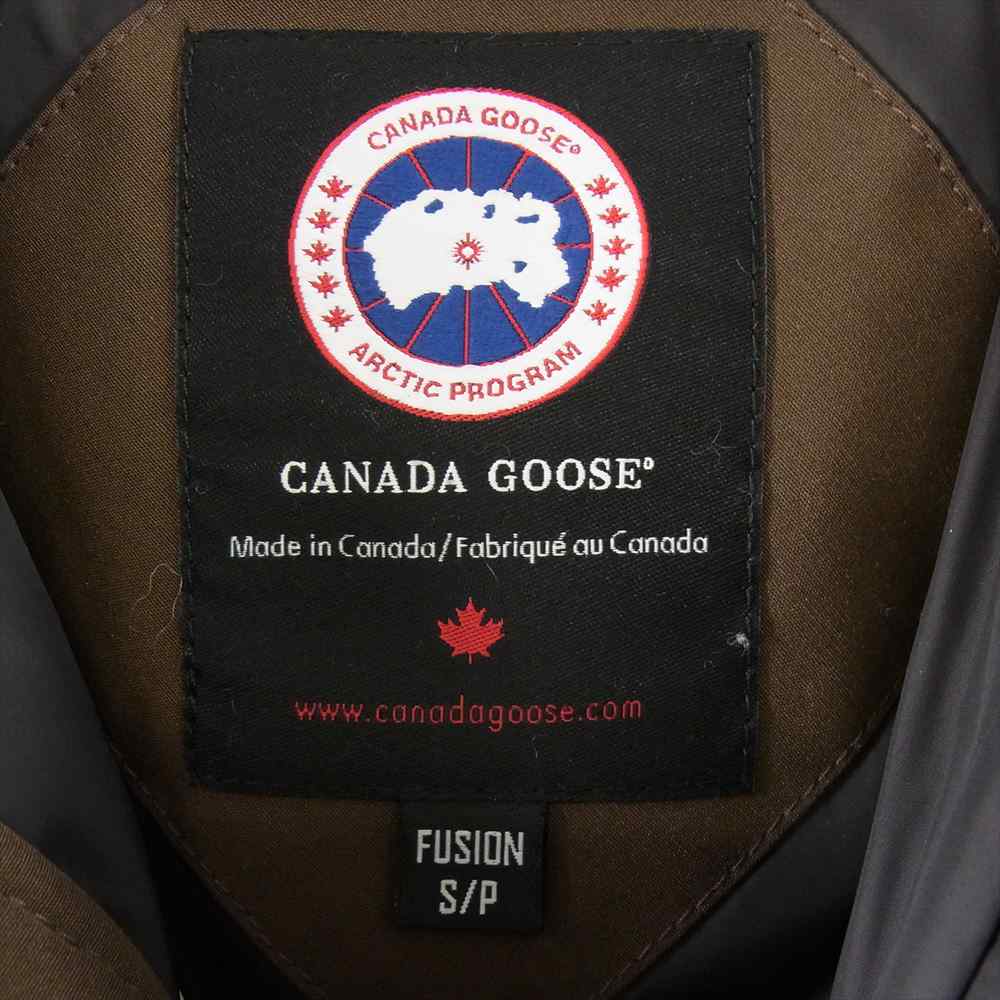 CANADA GOOSE®
ARCTIC PROGRAM
CANADA GOOSE®
Made in Canada/Fabriqué au Canada
www.canadagoose.com
FUSION
S/P